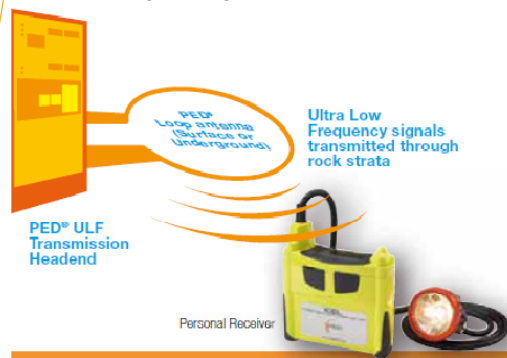 PED®
Loop antenna
(Surface or
Underground)
Ultra Low
Frequency signals
transmitted through
rock strata
PED® ULF
Transmission
Headend
Personal Receiver